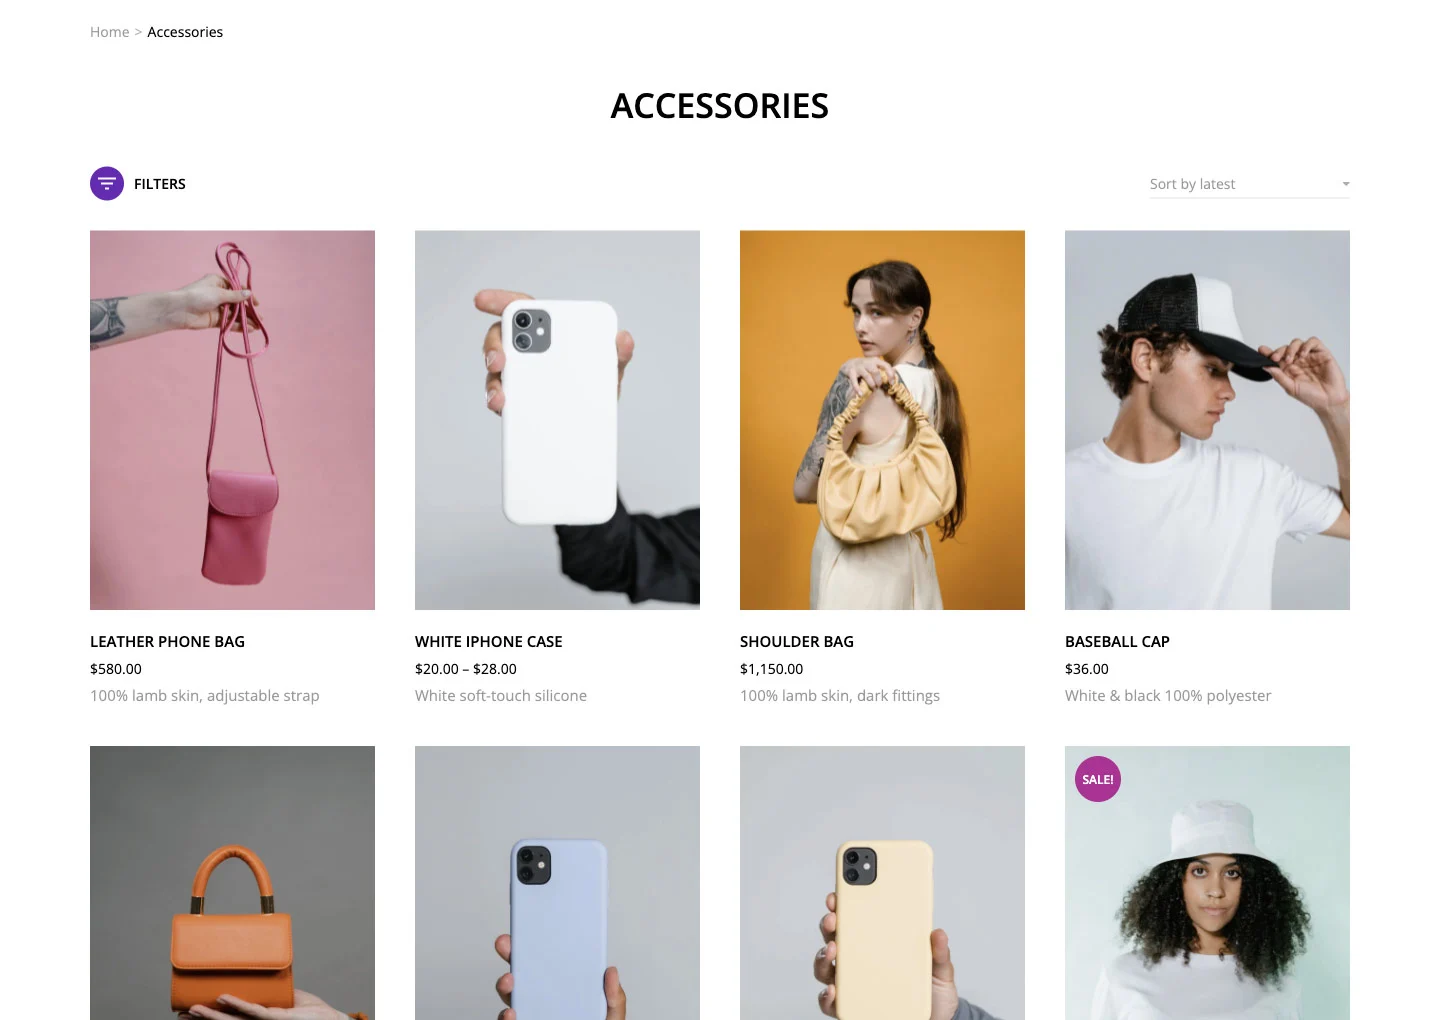 Home > Accessories
ACCESSORIES
FILTERS
Sort by latest
LEATHER PHONE BAG
$580.00
100% lamb skin, adjustable strap
WHITE IPHONE CASE
$20.00 – $28.00
White soft-touch silicone
SHOULDER BAG
$1,150.00
100% lamb skin, dark fittings
BASEBALL CAP
$36.00
White & black 100% polyester
SALE!